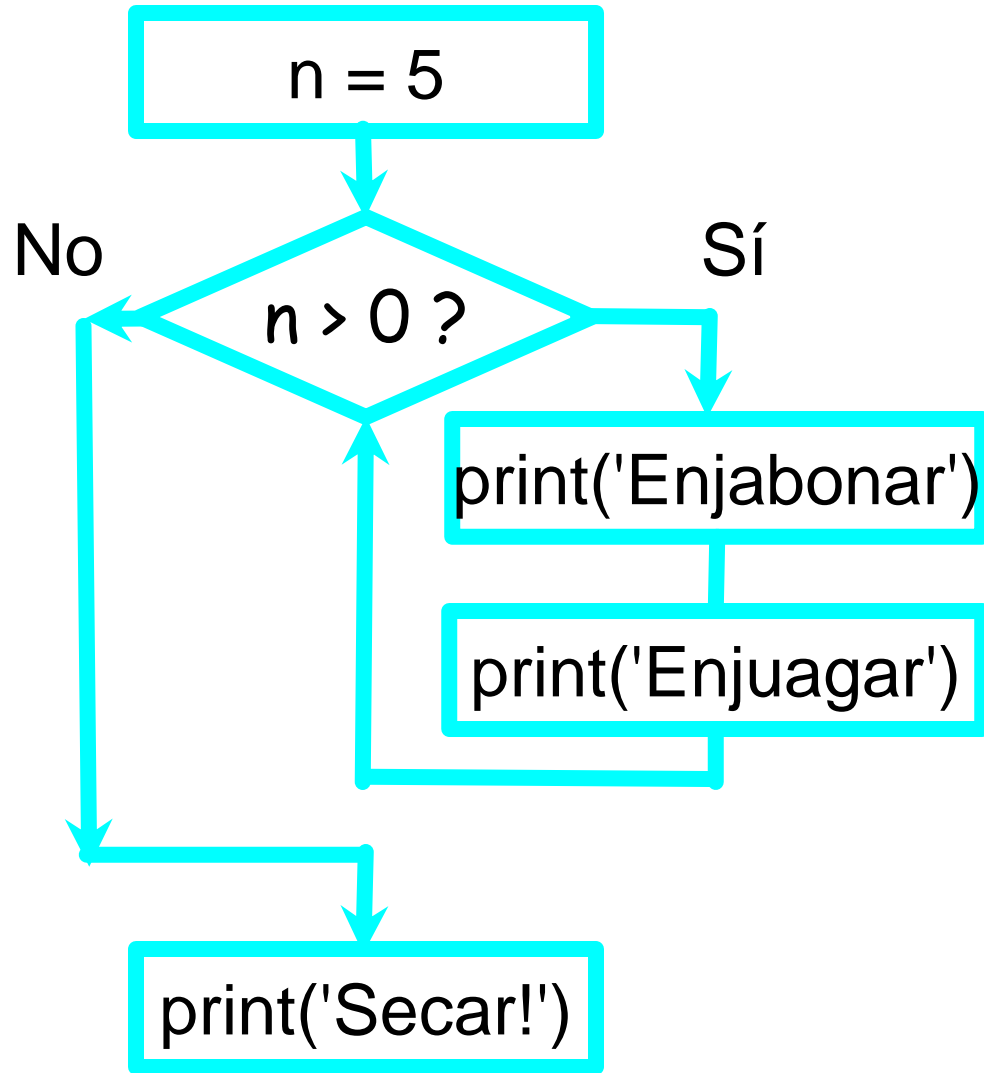 n = 5
No
Sí
n > 0 ?
print('Enjabonar')
print('Enjuagar')
print('Secar!')